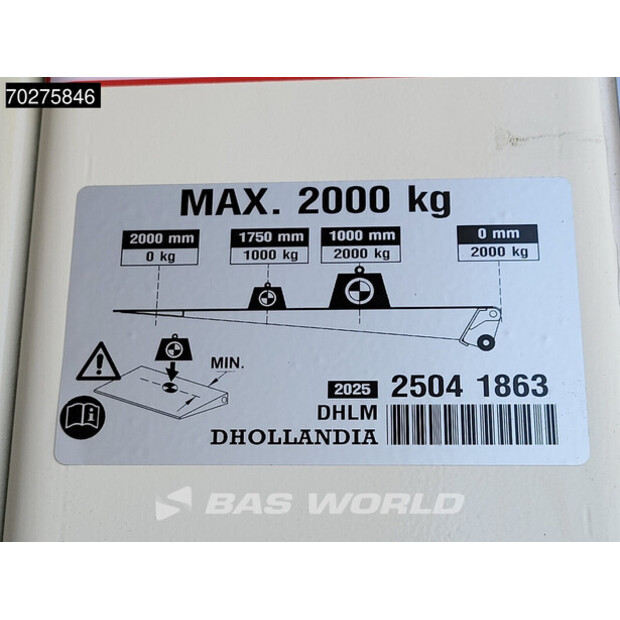 70275846
MAX. 2000 kg
2000 mm 1750 mm 1000 mm 0 mm
0 kg 1000 kg 2000 kg 2000 kg
MIN.
2025 2504 1863
DHLM
DHOLLANDIA
BAS WORLD